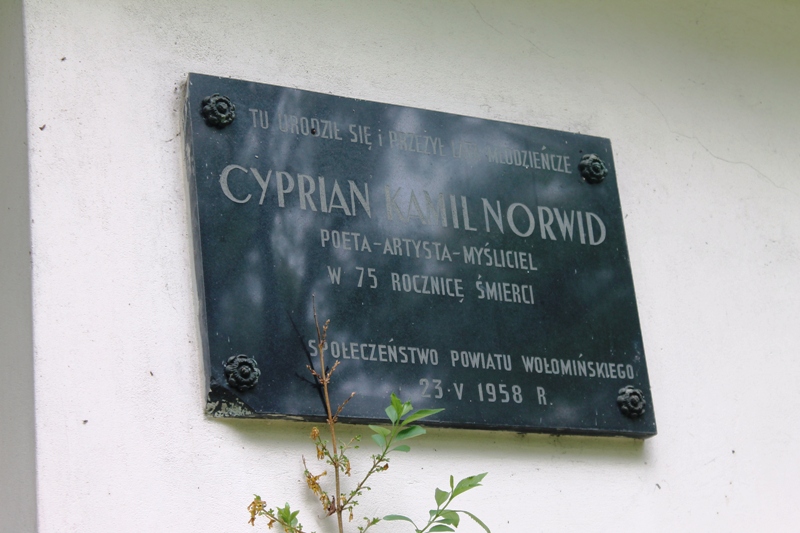 TU URODZIŁ SIĘ i PRZEŻYŁ LATA MŁODZIEŃCZE
CYPRIAN KAMIL NORWID
POETA-ARTYSTA-MYŚLICIEL
W 75 ROCZNICĘ ŚMIERCI
SPOŁECZEŃSTWO POWIATU WOŁOMIŃSKIEGO
23·V. 1958 R.